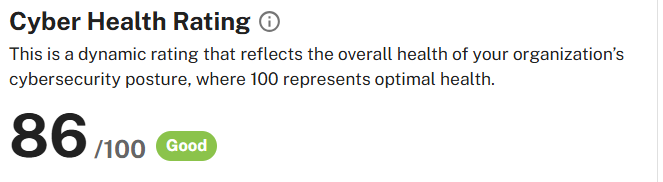 Cyber Health Rating
This is a dynamic rating that reflects the overall health of your organization’s
cybersecurity posture, where 100 represents optimal health.
86 /100 Good